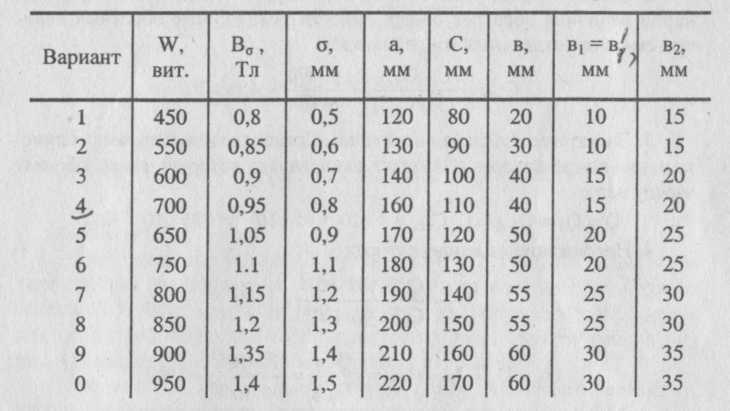 Вариант W, вит. Bσ, Тл σ, мм a, мм C, мм в, мм в₁ = в₁^/, мм в₂, мм
1 450 0,8 0,5 120 80 20 10 15
2 550 0,85 0,6 130 90 30 10 15
3 600 0,9 0,7 140 100 40 15 20
4 700 0,95 0,8 160 110 40 15 20
5 650 1,05 0,9 170 120 50 20 25
6 750 1.1 1,1 180 130 50 20 25
7 800 1,15 1,2 190 140 55 25 30
8 850 1,2 1,3 200 150 55 25 30
9 900 1,35 1,4 210 160 60 30 35
0 950 1,4 1,5 220 170 60 30 35